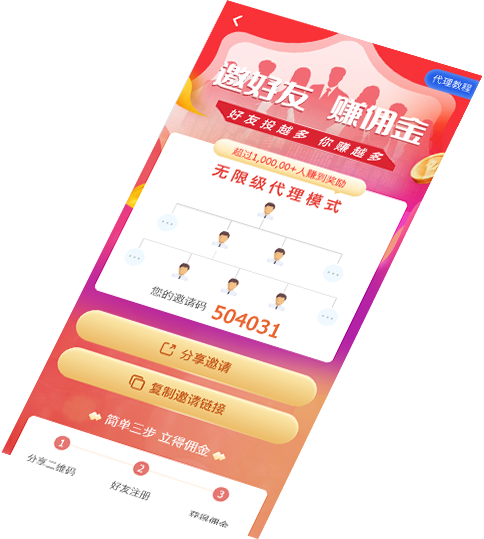 代理教程
邀好友 赚佣金
好友投越多 你赚越多
超过1,000,00+人赚到奖励
无限级代理模式
您的邀请码 504031
分享邀请
复制邀请链接
简单三步 立得佣金
1
2
3
分享二维码
好友注册
获得佣金